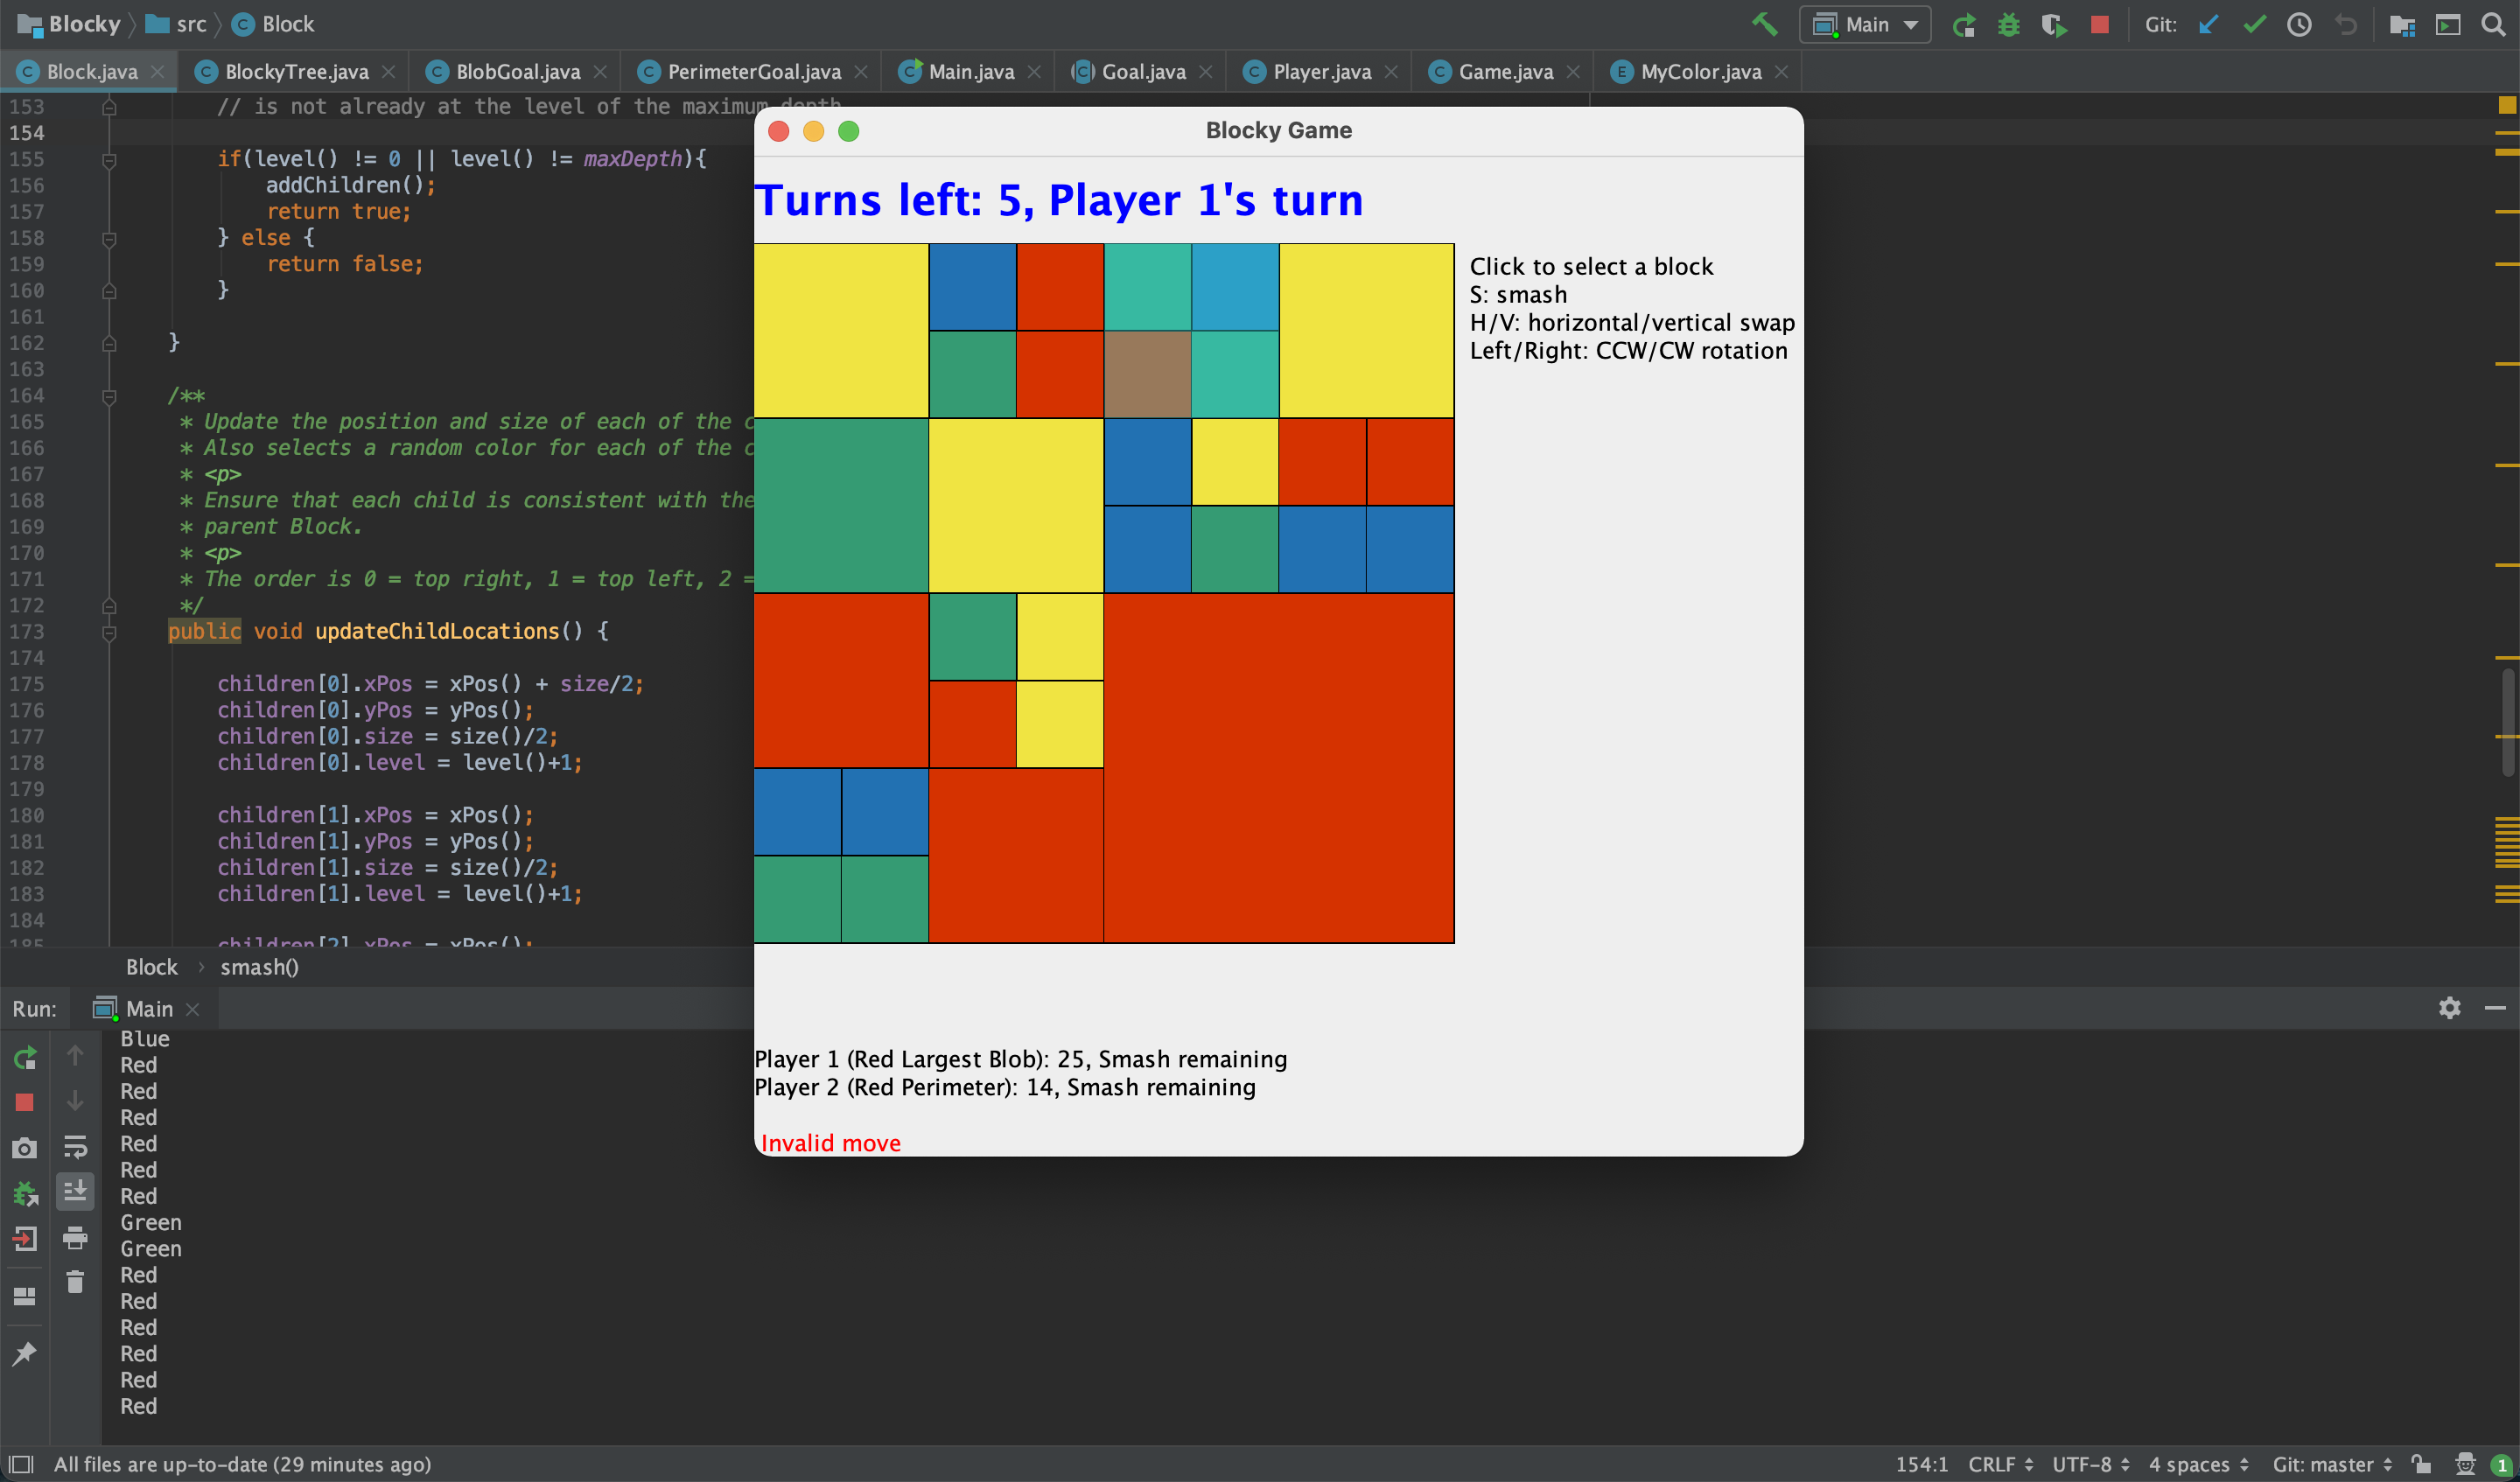 Blocky src Block
Main Git:
Block.java BlockyTree.java BlobGoal.java PerimeterGoal.java Main.java Goal.java Player.java Game.java MyColor.java
153 // is not already at the level of the maximum depth
154
155 if(level() != 0 || level() != maxDepth){
156 addChildren();
157 return true;
158 } else {
159 return false;
160 }
161
162 }
163
164 /**
165 * Update the position and size of each of the c
166 * Also selects a random color for each of the c
167 * <p>
168 * Ensure that each child is consistent with the
169 * parent Block.
170 * <p>
171 * The order is 0 = top right, 1 = top left, 2 =
172 */
173 public void updateChildLocations() {
174
175 children[0].xPos = xPos() + size/2;
176 children[0].yPos = yPos();
177 children[0].size = size()/2;
178 children[0].level = level()+1;
179
180 children[1].xPos = xPos();
181 children[1].yPos = yPos();
182 children[1].size = size()/2;
183 children[1].level = level()+1;
184
185 children[2].xPos = xPos();
Block › smash()
Blocky Game
Turns left: 5, Player 1's turn
Click to select a block
S: smash
H/V: horizontal/vertical swap
Left/Right: CCW/CW rotation
Player 1 (Red Largest Blob): 25, Smash remaining
Player 2 (Red Perimeter): 14, Smash remaining
Invalid move
Run: Main
Blue
Red
Red
Red
Red
Red
Red
Green
Green
Red
Red
Red
Red
Red
Red
All files are up-to-date (29 minutes ago)
154:1 CRLF UTF-8 4 spaces Git: master 1